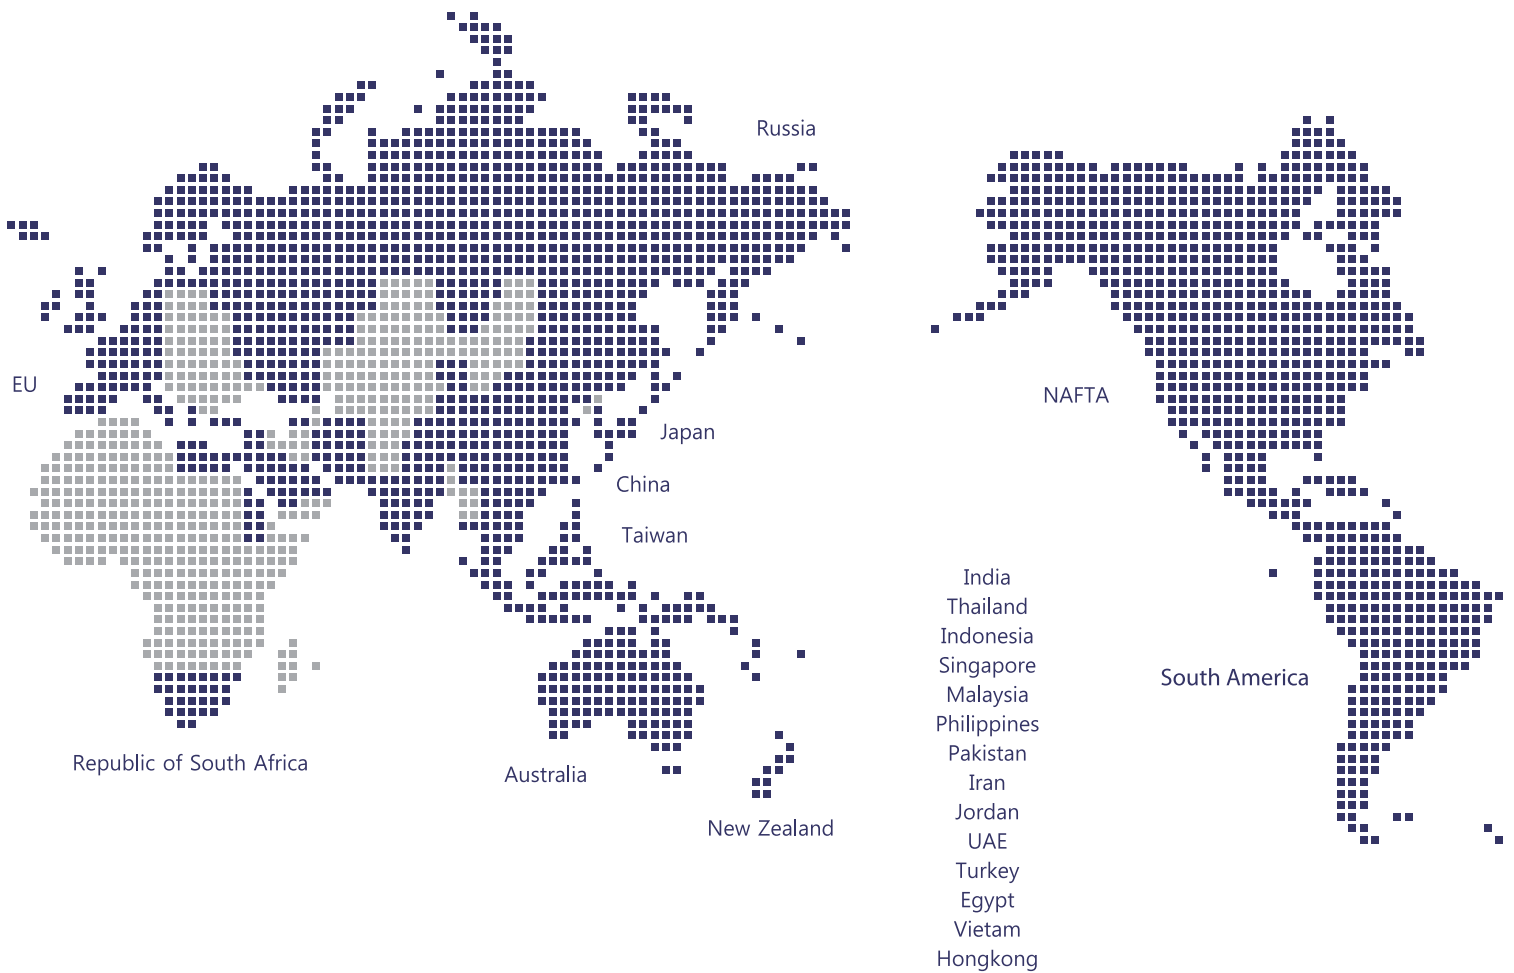 Russia
EU
NAFTA
Japan
China
Taiwan
India
Thailand
Indonesia
Singapore
Malaysia
Philippines
Pakistan
Iran
Jordan
UAE
Turkey
Egypt
Vietam
Hongkong
South America
Republic of South Africa
Australia
New Zealand